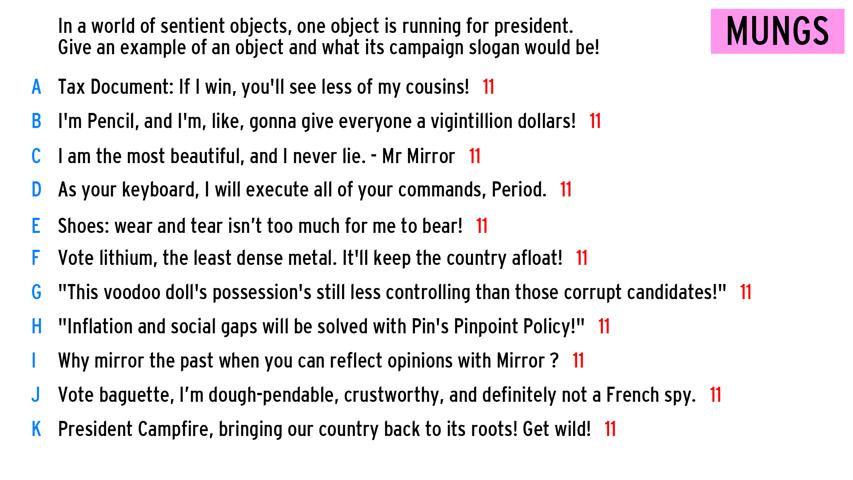 In a world of sentient objects, one object is running for president.
Give an example of an object and what its campaign slogan would be!
MUNGS
A Tax Document: If I win, you'll see less of my cousins! 11
B I'm Pencil, and I'm, like, gonna give everyone a vigintillion dollars! 11
C I am the most beautiful, and I never lie. - Mr Mirror 11
D As your keyboard, I will execute all of your commands, Period. 11
E Shoes: wear and tear isn’t too much for me to bear! 11
F Vote lithium, the least dense metal. It'll keep the country afloat! 11
G "This voodoo doll's possession's still less controlling than those corrupt candidates!" 11
H "Inflation and social gaps will be solved with Pin's Pinpoint Policy!" 11
I Why mirror the past when you can reflect opinions with Mirror ? 11
J Vote baguette, I’m dough-pendable, crustworthy, and definitely not a French spy. 11
K President Campfire, bringing our country back to its roots! Get wild! 11